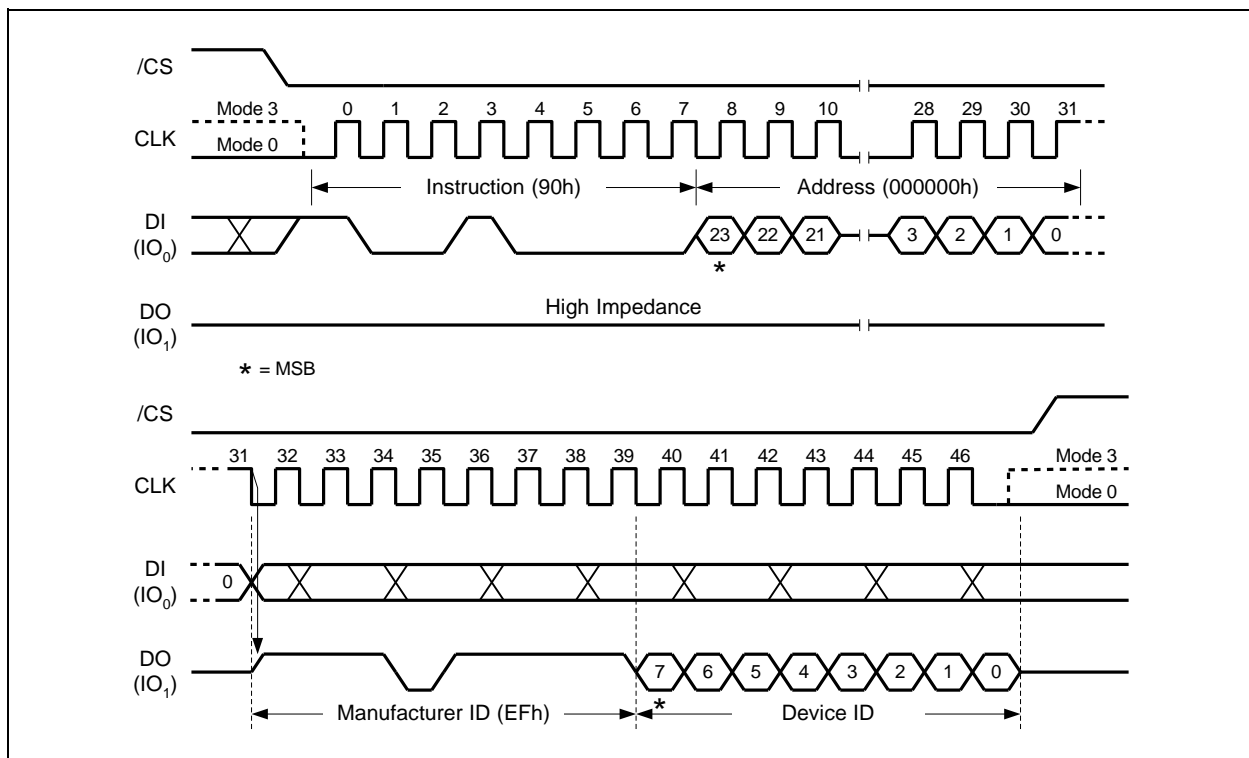 /CS
Mode 3
0 1 2 3 4 5 6 7 8 9 10 28 29 30 31
CLK
Mode 0
Instruction (90h)
Address (000000h)
DI
(IO0)
23 22 21 3 2 1 0
*
High Impedance
DO
(IO1)
* = MSB
/CS
31 32 33 34 35 36 37 38 39 40 41 42 43 44 45 46
Mode 3
CLK
Mode 0
DI
(IO0)
0
DO
(IO1)
7 6 5 4 3 2 1 0
*
Manufacturer ID (EFh)
Device ID